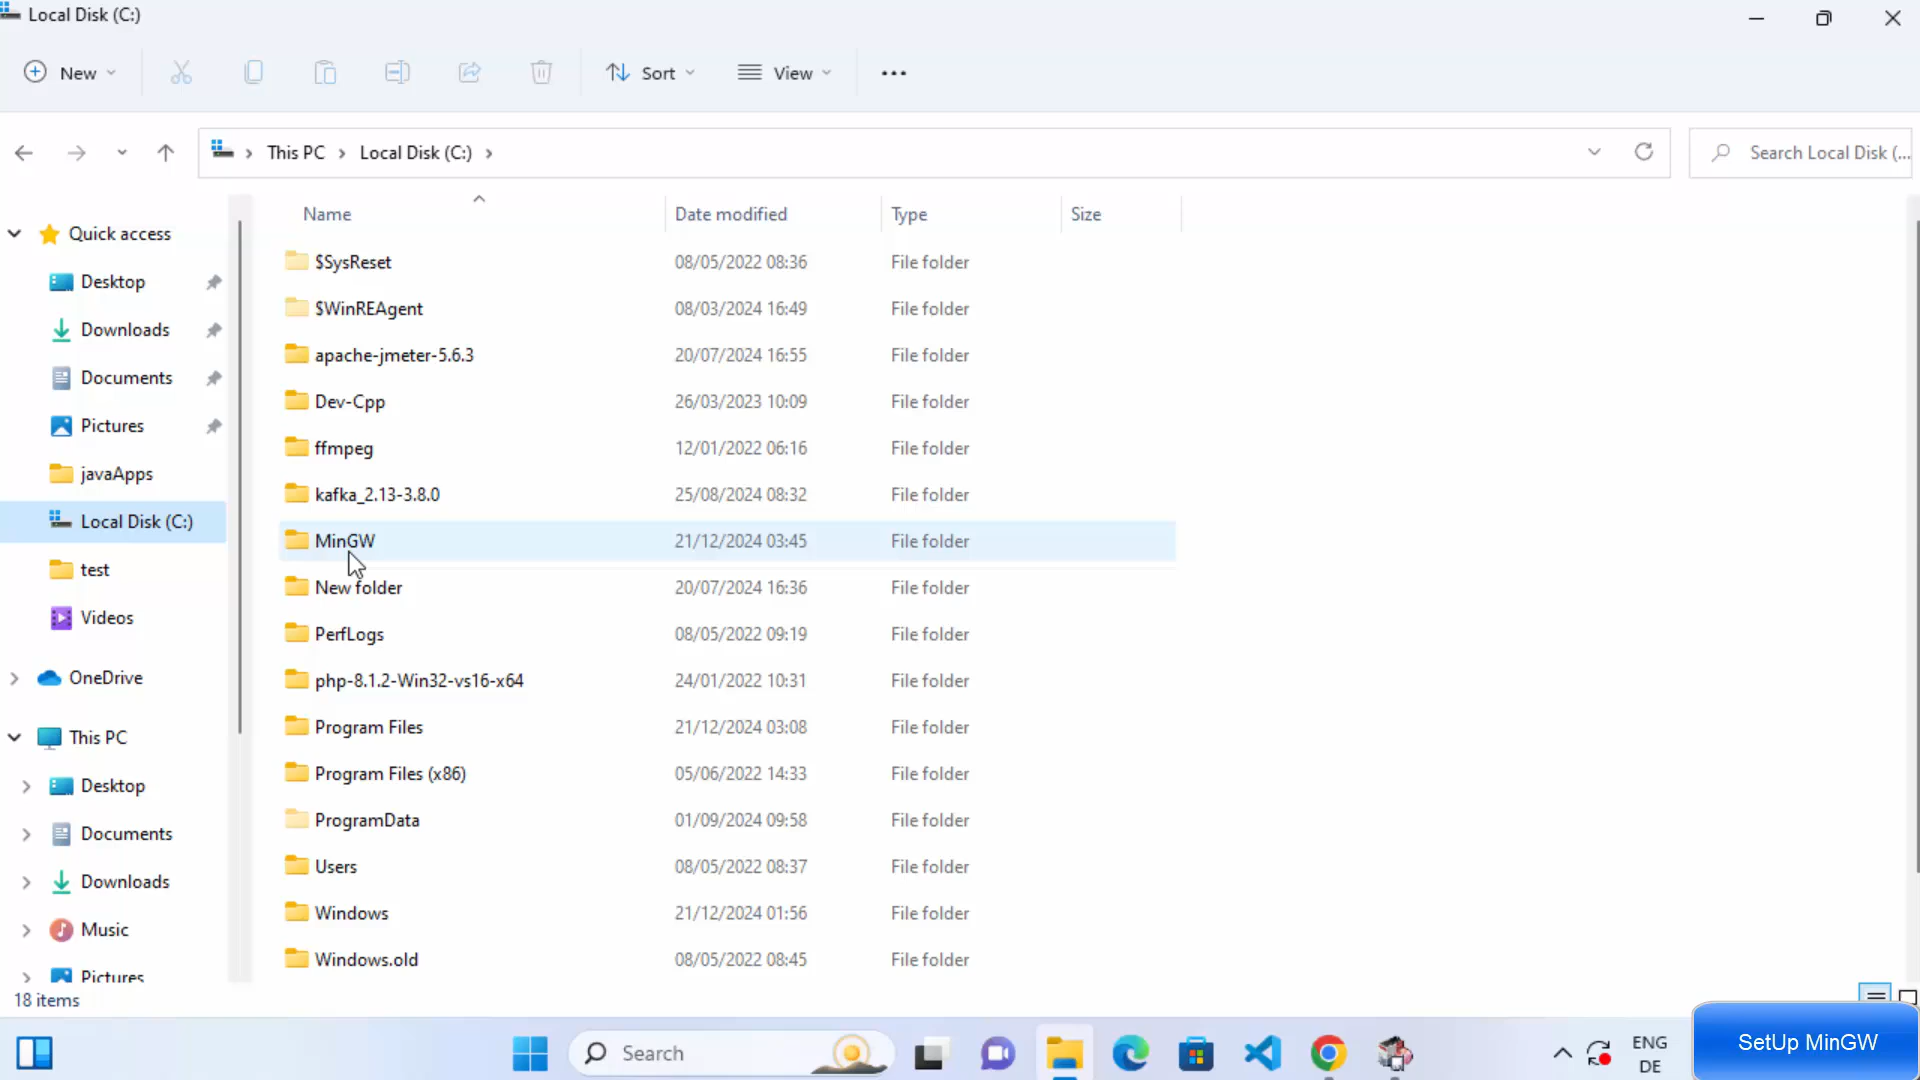 Local Disk (C:)
New
Sort
View
This PC
Local Disk (C:)
Search Local Disk (...
Name
Date modified
Type
Size
Quick access
Desktop
Downloads
Documents
Pictures
javaApps
Local Disk (C:)
test
Videos
OneDrive
This PC
Desktop
Documents
Downloads
Music
Pictures
$SysReset 08/05/2022 08:36 File folder
$WinREAgent 08/03/2024 16:49 File folder
apache-jmeter-5.6.3 20/07/2024 16:55 File folder
Dev-Cpp 26/03/2023 10:09 File folder
ffmpeg 12/01/2022 06:16 File folder
kafka_2.13-3.8.0 25/08/2024 08:32 File folder
MinGW 21/12/2024 03:45 File folder
New folder 20/07/2024 16:36 File folder
PerfLogs 08/05/2022 09:19 File folder
php-8.1.2-Win32-vs16-x64 24/01/2022 10:31 File folder
Program Files 21/12/2024 03:08 File folder
Program Files (x86) 05/06/2022 14:33 File folder
ProgramData 01/09/2024 09:58 File folder
Users 08/05/2022 08:37 File folder
Windows 21/12/2024 01:56 File folder
Windows.old 08/05/2022 08:45 File folder
18 items
Search
ENG
DE
SetUp MinGW